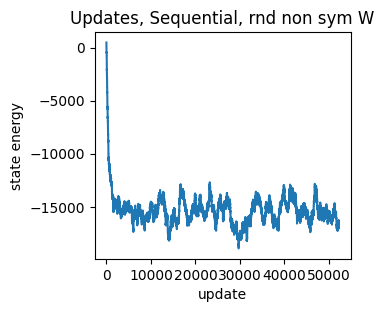 Updates, Sequential, rnd non sym W
0
−5000
−10000
−15000
state energy
0 10000 20000 30000 40000 50000
update